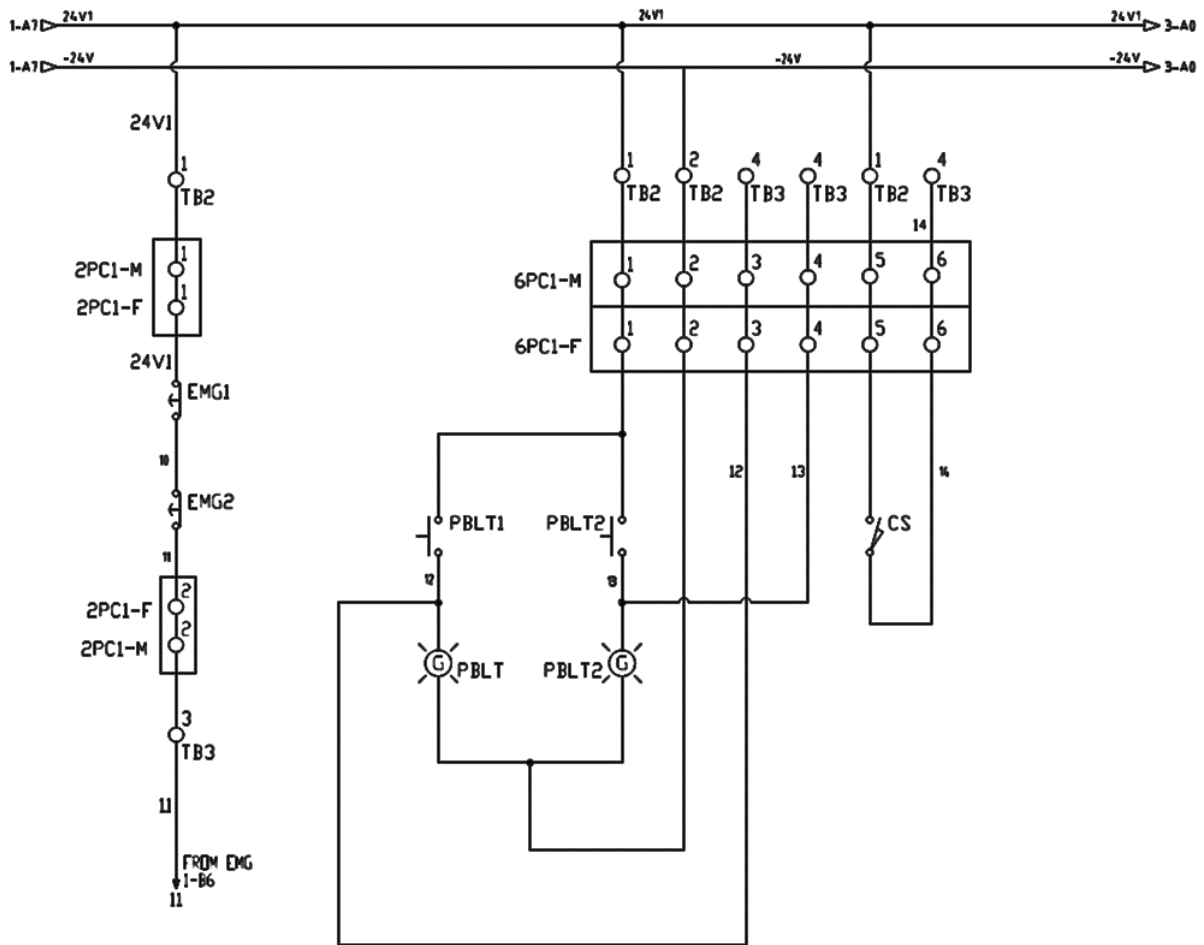 1-A7 24V1 24V1 24V1 3-A0
1-A7 -24V -24V -24V 3-A0
24V1
1 1 2 4 4 1 4
TB2 TB2 TB2 TB3 TB3 TB2 TB3
14
2PC1-M 1
2PC1-F 1
6PC1-M 1 2 3 4 5 6
6PC1-F 1 2 3 4 5 6
24V1
EMG1
10
12 13 14
EMG2
PBLT1 PBLT2 CS
11
12 13
2PC1-F 2
2PC1-M 2
G PBLT PBLT2 G
3
TB3
11
FROM EMG
1-B6
11